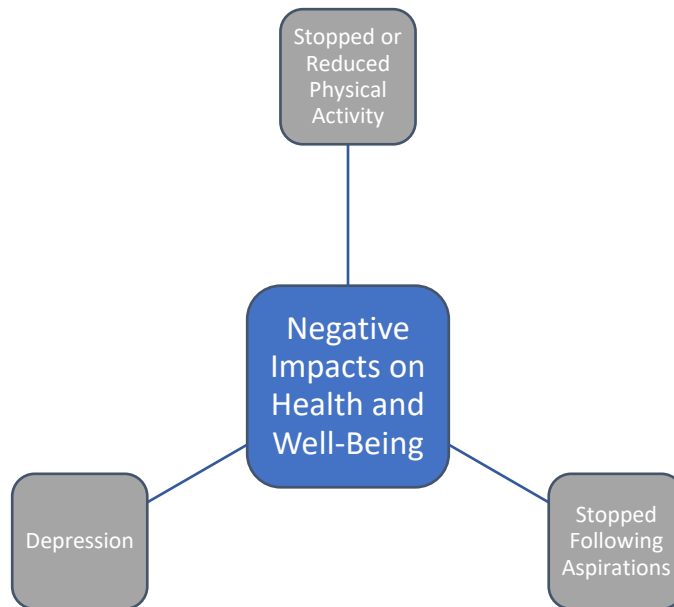 Stopped or
Reduced
Physical
Activity
Negative
Impacts on
Health and
Well-Being
Depression
Stopped
Following
Aspirations